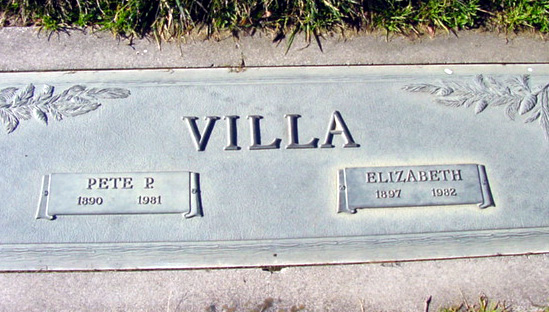 VILLA
PETE P.
1890 1981
ELIZABETH
1897 1982